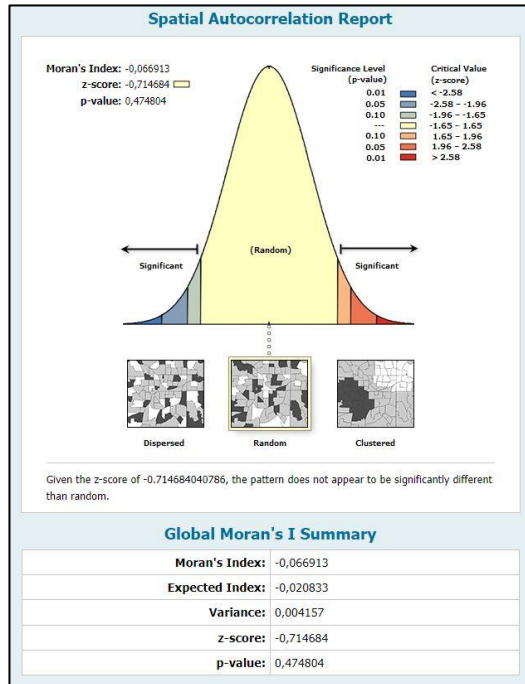 Spatial Autocorrelation Report
Moran's Index: -0,066913
z-score: -0,714684
p-value: 0,474804
Significance Level (p-value)
Critical Value (z-score)
0.01 < -2.58
0.05 -2.58 – -1.96
0.10 -1.96 – -1.65
--- -1.65 – 1.65
0.10 1.65 – 1.96
0.05 1.96 – 2.58
0.01 > 2.58
Significant
(Random)
Significant
Dispersed
Random
Clustered
Given the z-score of -0.714684040786, the pattern does not appear to be significantly different
than random.
Global Moran's I Summary
Moran's Index: -0,066913
Expected Index: -0,020833
Variance: 0,004157
z-score: -0,714684
p-value: 0,474804